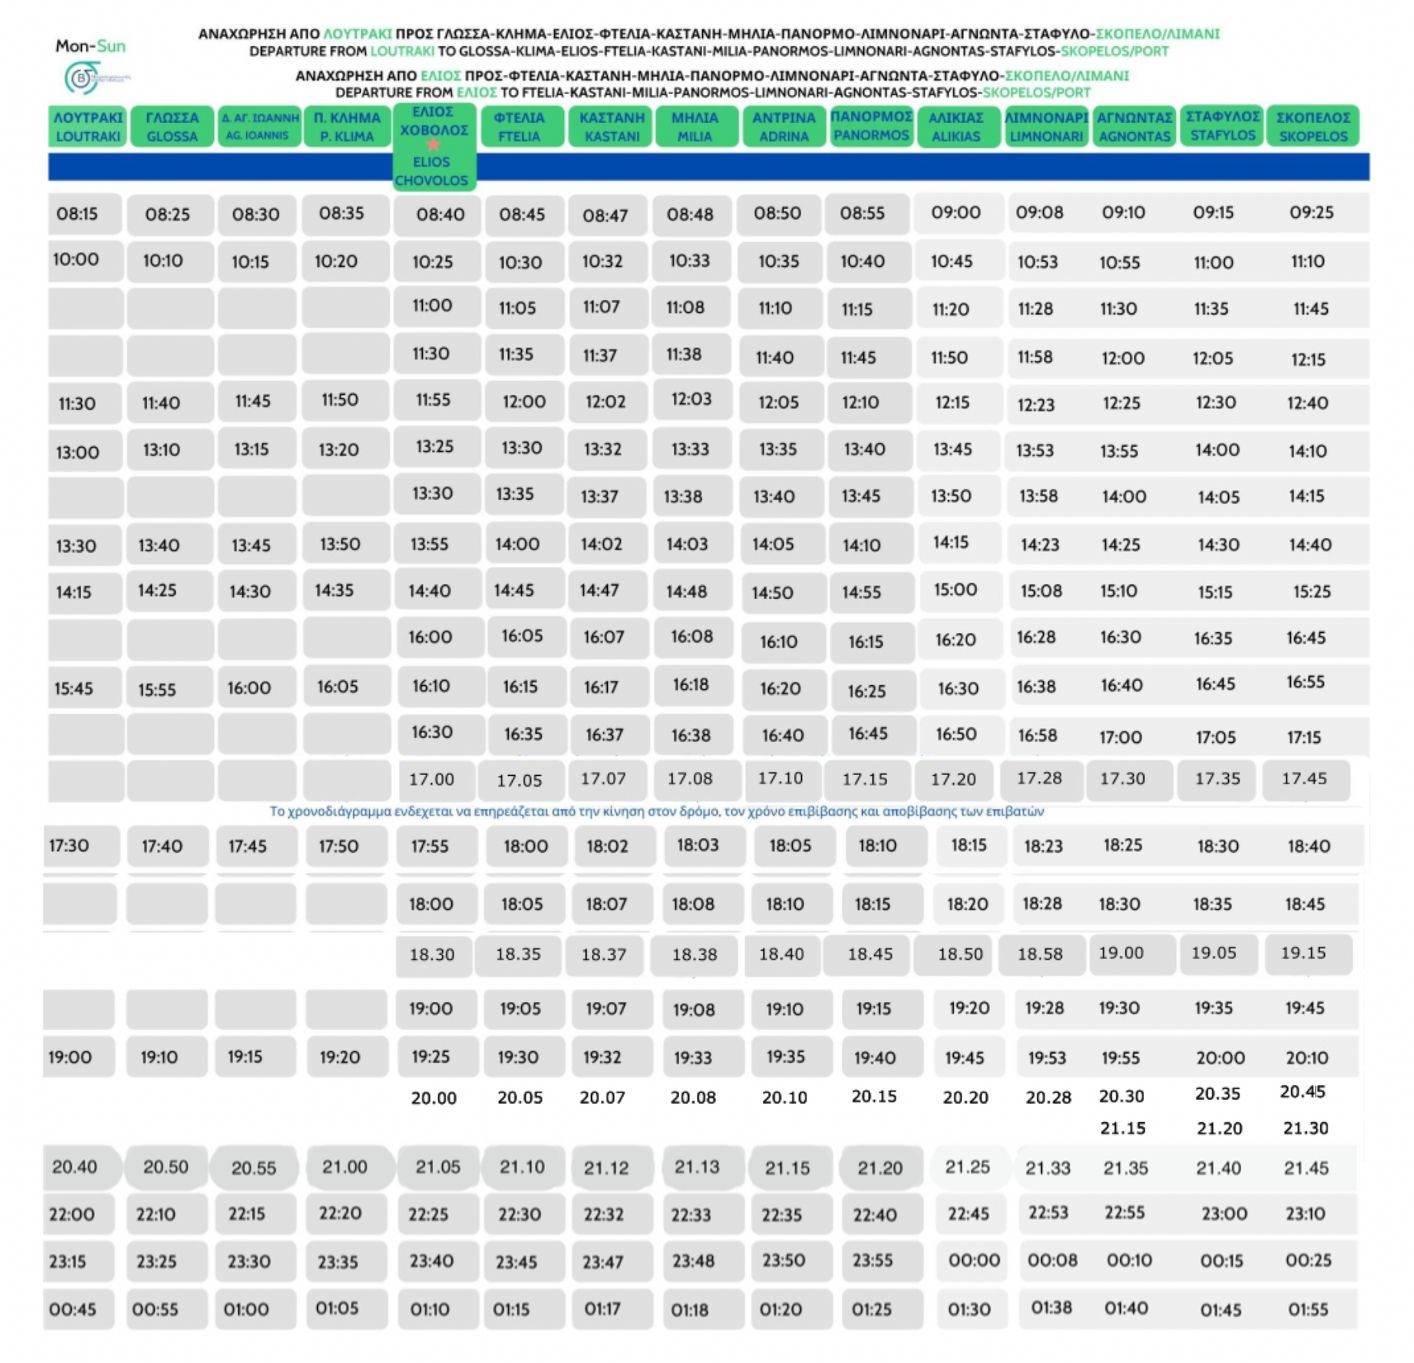 Mon-Sun
ΑΝΑΧΩΡΗΣΗ ΑΠΟ ΛΟΥΤΡΑΚΙ ΠΡΟΣ ΓΛΩΣΣΑ-ΚΛΗΜΑ-ΕΛΙΟΣ-ΦΤΕΛΙΑ-ΚΑΣΤΑΝΗ-ΜΗΛΙΑ-ΠΑΝΟΡΜΟ-ΛΙΜΝΟΝΑΡΙ-ΑΓΝΩΝΤΑ-ΣΤΑΦΥΛΟ-ΣΚΟΠΕΛΟ/ΛΙΜΑΝΙ
DEPARTURE FROM LOUTRAKI TO GLOSSA-KLIMA-ELIOS-FTELIA-KASTANI-MILIA-PANORMOS-LIMNONARI-AGNONTAS-STAFYLOS-SKOPELOS/PORT
ΑΝΑΧΩΡΗΣΗ ΑΠΟ ΕΛΙΟΣ ΠΡΟΣ-ΦΤΕΛΙΑ-ΚΑΣΤΑΝΗ-ΜΗΛΙΑ-ΠΑΝΟΡΜΟ-ΛΙΜΝΟΝΑΡΙ-ΑΓΝΩΝΤΑ-ΣΤΑΦΥΛΟ-ΣΚΟΠΕΛΟ/ΛΙΜΑΝΙ
DEPARTURE FROM ΕΛΙΟΣ TO FTELIA-KASTANI-MILIA-PANORMOS-LIMNONARI-AGNONTAS-STAFYLOS-SKOPELOS/PORT
ΛΟΥΤΡΑΚΙ ΓΛΩΣΣΑ Δ. ΑΓ. ΙΩΑΝΝΗ Π. ΚΛΗΜΑ ΕΛΙΟΣ ΧΟΒΟΛΟΣ ΦΤΕΛΙΑ ΚΑΣΤΑΝΗ ΜΗΛΙΑ ΑΝΤΡΙΝΑ ΠΑΝΟΡΜΟΣ ΑΛΙΚΙΑΣ ΛΙΜΝΟΝΑΡΙ ΑΓΝΩΝΤΑΣ ΣΤΑΦΥΛΟΣ ΣΚΟΠΕΛΟΣ
LOUTRAKI GLOSSA AG. IOANNIS P. KLIMA ELIOS CHOVOLOS FTELIA KASTANI MILIA ADRINA PANORMOS ALIKIAS LIMNONARI AGNONTAS STAFYLOS SKOPELOS
08:15 08:25 08:30 08:35 08:40 08:45 08:47 08:48 08:50 08:55 09:00 09:08 09:10 09:15 09:25
10:00 10:10 10:15 10:20 10:25 10:30 10:32 10:33 10:35 10:40 10:45 10:53 10:55 11:00 11:10
11:00 11:05 11:07 11:08 11:10 11:15 11:20 11:28 11:30 11:35 11:45
11:30 11:35 11:37 11:38 11:40 11:45 11:50 11:58 12:00 12:05 12:15
11:30 11:40 11:45 11:50 11:55 12:00 12:02 12:03 12:05 12:10 12:15 12:23 12:25 12:30 12:40
13:00 13:10 13:15 13:20 13:25 13:30 13:32 13:33 13:35 13:40 13:45 13:53 13:55 14:00 14:10
13:30 13:35 13:37 13:38 13:40 13:45 13:50 13:58 14:00 14:05 14:15
13:30 13:40 13:45 13:50 13:55 14:00 14:02 14:03 14:05 14:10 14:15 14:23 14:25 14:30 14:40
14:15 14:25 14:30 14:35 14:40 14:45 14:47 14:48 14:50 14:55 15:00 15:08 15:10 15:15 15:25
16:00 16:05 16:07 16:08 16:10 16:15 16:20 16:28 16:30 16:35 16:45
15:45 15:55 16:00 16:05 16:10 16:15 16:17 16:18 16:20 16:25 16:30 16:38 16:40 16:45 16:55
16:30 16:35 16:37 16:38 16:40 16:45 16:50 16:58 17:00 17:05 17:15
17.00 17.05 17.07 17.08 17.10 17.15 17.20 17.28 17.30 17.35 17.45
Το χρονοδιάγραμμα ενδεχεται να επηρεάζεται από την κίνηση στον δρόμο, τον χρόνο επιβίβασης και αποβίβασης των επιβατών
17:30 17:40 17:45 17:50 17:55 18:00 18:02 18:03 18:05 18:10 18:15 18:23 18:25 18:30 18:40
18:00 18:05 18:07 18:08 18:10 18:15 18:20 18:28 18:30 18:35 18:45
18.30 18.35 18.37 18.38 18.40 18.45 18.50 18.58 19.00 19.05 19.15
19:00 19:05 19:07 19:08 19:10 19:15 19:20 19:28 19:30 19:35 19:45
19:00 19:10 19:15 19:20 19:25 19:30 19:32 19:33 19:35 19:40 19:45 19:53 19:55 20:00 20:10
20.00 20.05 20.07 20.08 20.10 20.15 20.20 20.28 20.30 20.35 20.45
21.15 21.20 21.30
20.40 20.50 20.55 21.00 21.05 21.10 21.12 21.13 21.15 21.20 21.25 21.33 21.35 21.40 21.45
22:00 22:10 22:15 22:20 22:25 22:30 22:32 22:33 22:35 22:40 22:45 22:53 22:55 23:00 23:10
23:15 23:25 23:30 23:35 23:40 23:45 23:47 23:48 23:50 23:55 00:00 00:08 00:10 00:15 00:25
00:45 00:55 01:00 01:05 01:10 01:15 01:17 01:18 01:20 01:25 01:30 01:38 01:40 01:45 01:55